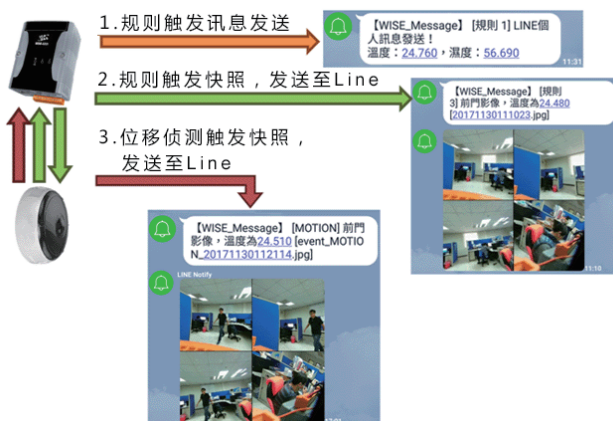 1.规则触发讯息发送
【WISE_Message】 [規則 1] LINE個
人訊息發送！
溫度：24.760，濕度：56.690
11:31
2.规则触发快照，发送至Line
【WISE_Message】 [規則
3] 前門影像，溫度為24.480
[20171130111023.jpg]
11:10
3.位移侦测触发快照，
发送至Line
【WISE_Message】 [MOTION] 前門
影像，溫度為24.510 [event_MOTIO
N_20171130112114.jpg]
LINE Notify